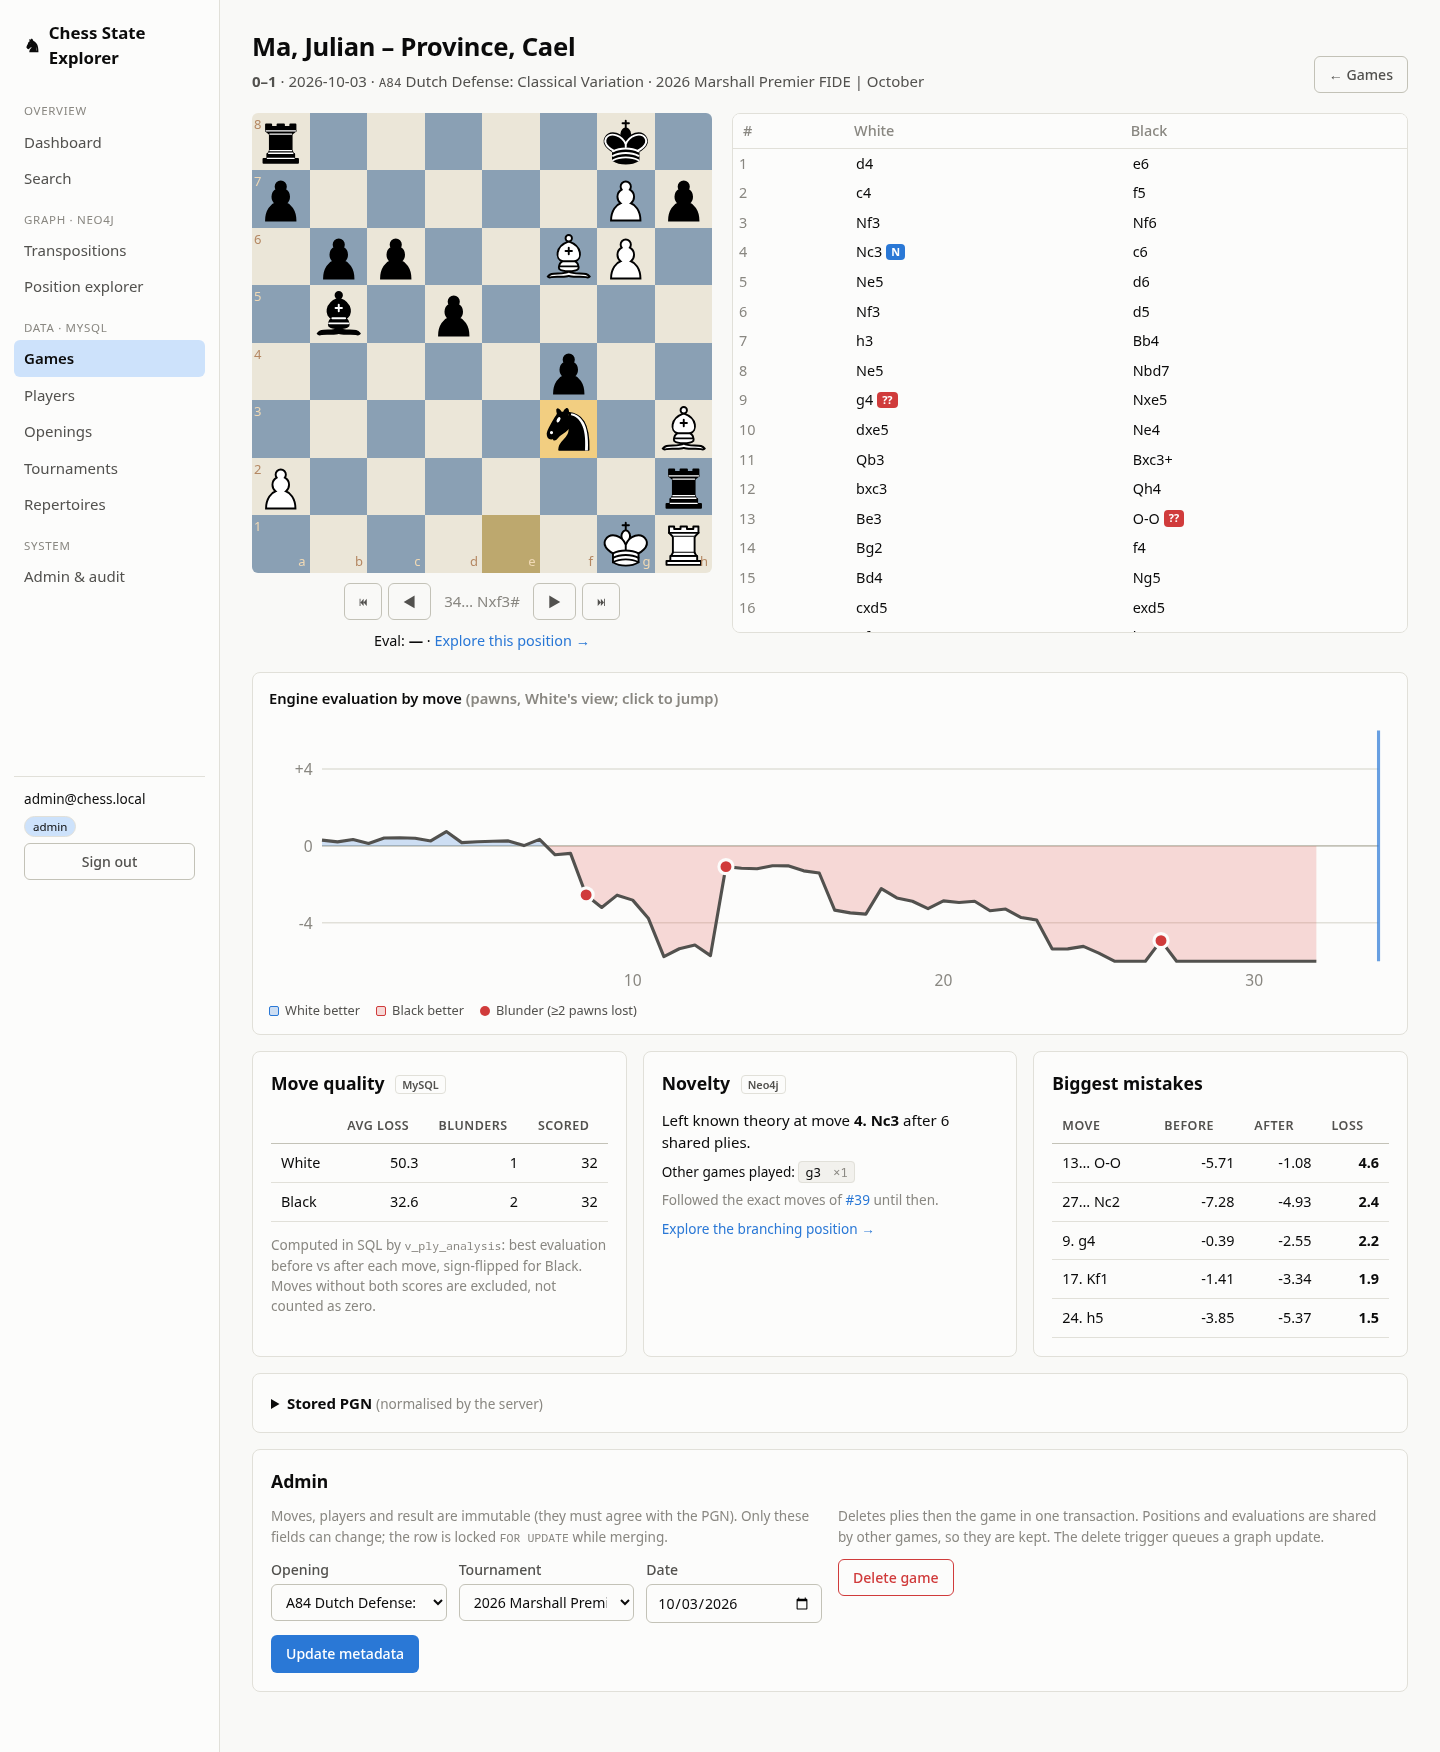 Chess State
Explorer
OVERVIEW
Dashboard
Search
GRAPH · NEO4J
Transpositions
Position explorer
DATA · MYSQL
Games
Players
Openings
Tournaments
Repertoires
SYSTEM
Admin & audit
admin@chess.local
admin
Sign out
Ma, Julian – Province, Cael
0–1 · 2026-10-03 · A84 Dutch Defense: Classical Variation · 2026 Marshall Premier FIDE | October
← Games
8
7
6
5
4
3
2
1
a b c d e f g h
34… Nxf3#
Eval: — · Explore this position →
# White Black
1 d4 e6
2 c4 f5
3 Nf3 Nf6
4 Nc3 N c6
5 Ne5 d6
6 Nf3 d5
7 h3 Bb4
8 Ne5 Nbd7
9 g4 ?? Nxe5
10 dxe5 Ne4
11 Qb3 Bxc3+
12 bxc3 Qh4
13 Be3 O-O ??
14 Bg2 f4
15 Bd4 Ng5
16 cxd5 exd5
Engine evaluation by move (pawns, White's view; click to jump)
+4
0
-4
10 20 30
White better Black better Blunder (≥2 pawns lost)
Move quality MySQL
AVG LOSS BLUNDERS SCORED
White 50.3 1 32
Black 32.6 2 32
Computed in SQL by v_ply_analysis: best evaluation
before vs after each move, sign-flipped for Black.
Moves without both scores are excluded, not
counted as zero.
Novelty Neo4j
Left known theory at move 4. Nc3 after 6
shared plies.
Other games played: g3 ×1
Followed the exact moves of #39 until then.
Explore the branching position →
Biggest mistakes
MOVE BEFORE AFTER LOSS
13… O-O -5.71 -1.08 4.6
27… Nc2 -7.28 -4.93 2.4
9. g4 -0.39 -2.55 2.2
17. Kf1 -1.41 -3.34 1.9
24. h5 -3.85 -5.37 1.5
Stored PGN (normalised by the server)
Admin
Moves, players and result are immutable (they must agree with the PGN). Only these
fields can change; the row is locked FOR UPDATE while merging.
Opening Tournament Date
A84 Dutch Defense: 2026 Marshall Premi 10/03/2026
Update metadata
Deletes plies then the game in one transaction. Positions and evaluations are shared
by other games, so they are kept. The delete trigger queues a graph update.
Delete game